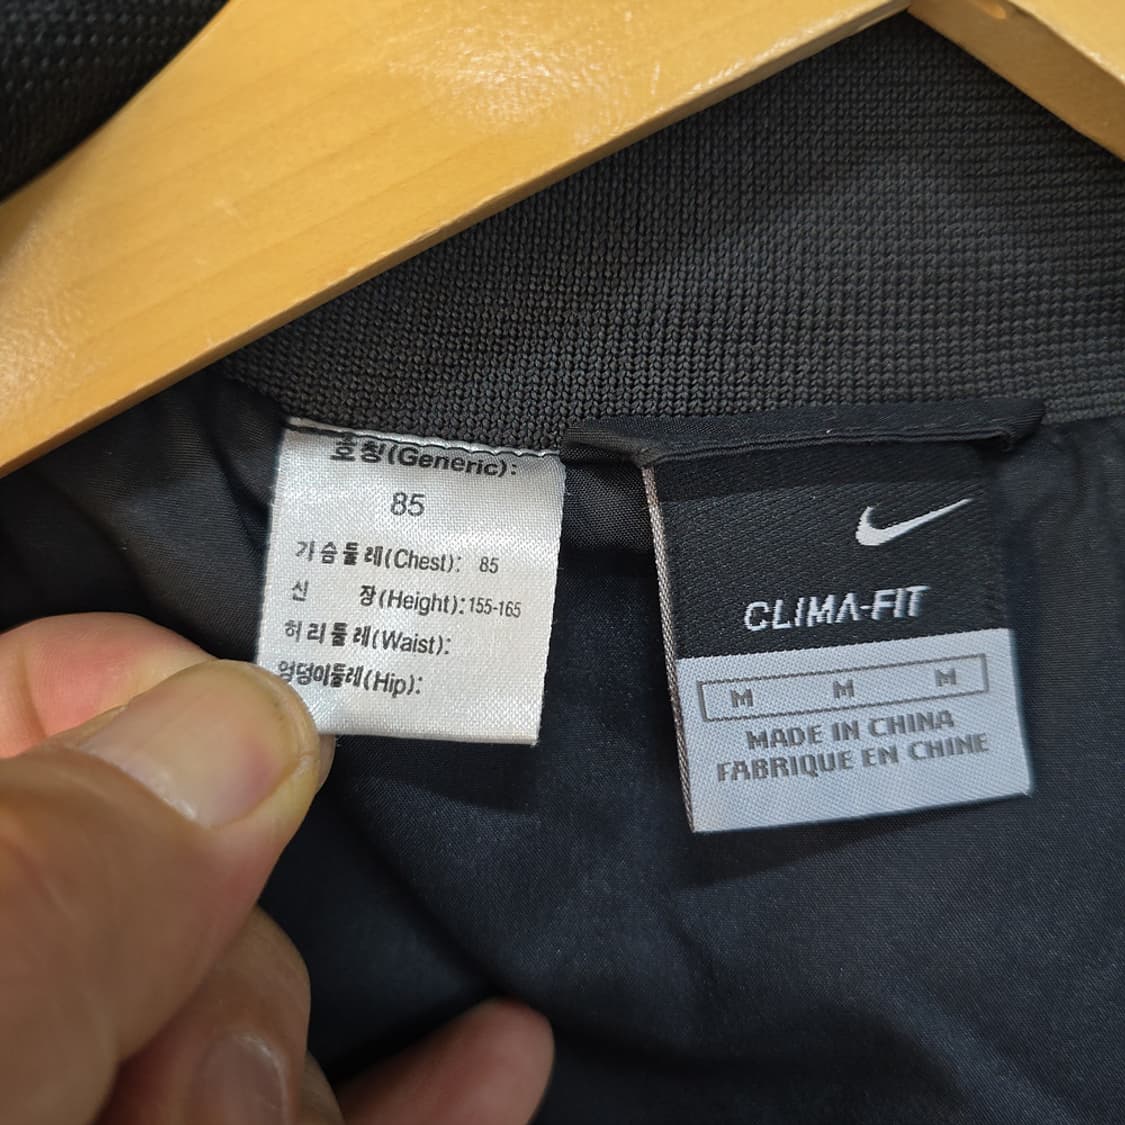 호칭(Generic):
85
가슴둘레(Chest): 85
신 장(Height): 155-165
허리둘레(Waist):
엉덩이둘레(Hip):
CLIMA-FIT
M M M
MADE IN CHINA
FABRIQUE EN CHINE